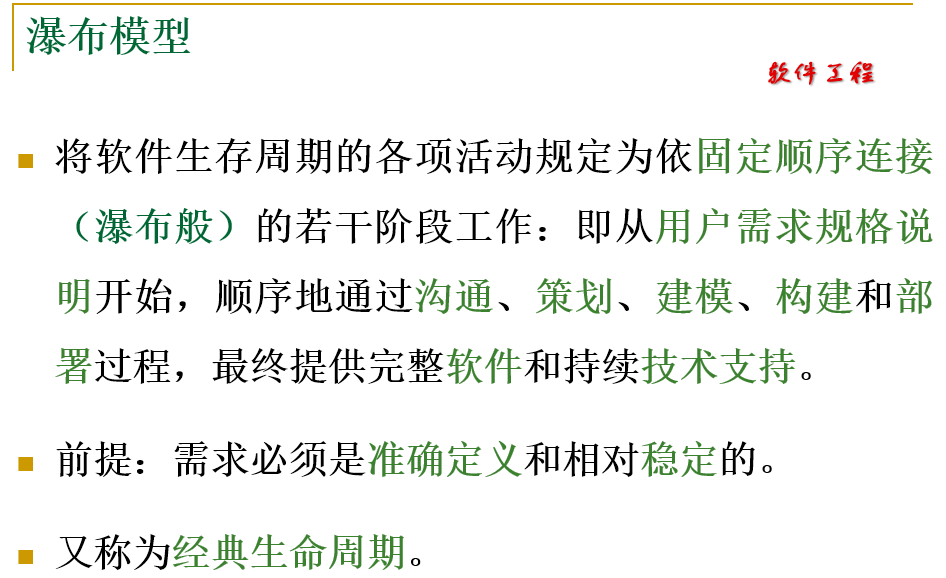 瀑布模型
软件工程
将软件生存周期的各项活动规定为依固定顺序连接
（瀑布般）的若干阶段工作：即从用户需求规格说
明开始，顺序地通过沟通、策划、建模、构建和部
署过程，最终提供完整软件和持续技术支持。
前提：需求必须是准确定义和相对稳定的。
又称为经典生命周期。